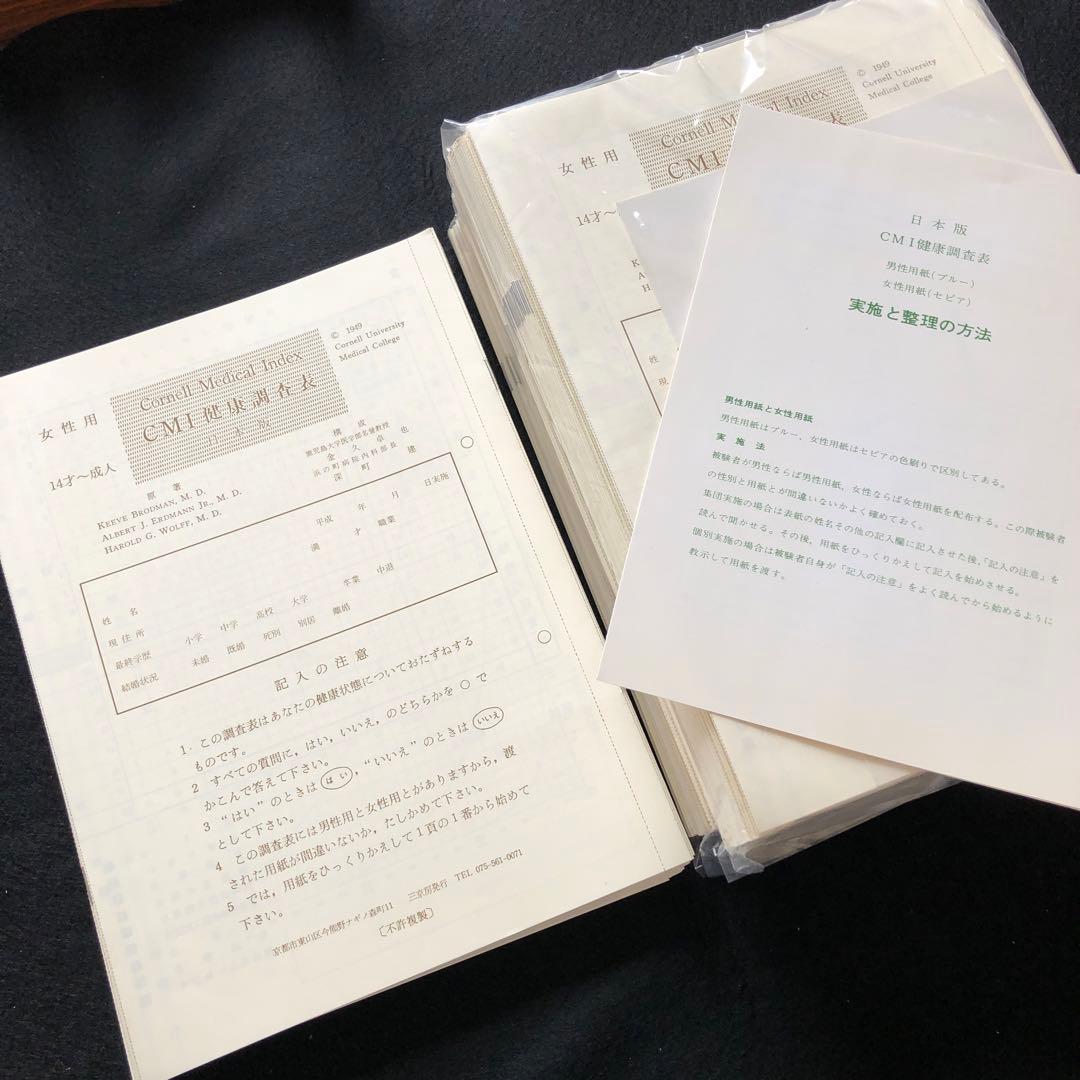 女性用
Cornell Medical Index
CMI健康調査表
日本版
© 1949
Cornell University
Medical College
14才〜成人
原著
KEEVE BRODMAN, M. D.
ALBERT J. ERDMANN JR., M. D.
HAROLD G. WOLFF, M. D.
構成
鹿児島大学医学部名誉教授
金久卓也
浜の町病院内科部長
深町建
平成 年 月 日実施
姓名
満 才 職業
現住所
最終学歴 小学 中学 高校 大学 卒業 中退
結婚状況 未婚 既婚 死別 別居 離婚
記入の注意
1. この調査表はあなたの健康状態についておたずねする
ものです。
2 すべての質問に,はい,いいえ,のどちらかを○で
かこんで答えて下さい。
3 “はい”のときは はい ,“いいえ”のときは いいえ
として下さい。
4 この調査表には男性用と女性用とがありますから,渡
された用紙が間違いないか,たしかめて下さい。
5 では,用紙をひっくりかえして1頁の1番から始めて
下さい。
京都市東山区今熊野ナギノ森町11 三京房発行 TEL 075-561-0071
〔不許複製〕
女性用
Cornell Medical Index
CMI
表
© 1949
Cornell University
Medical College
14才〜
K
A
H
姓
現
日本版
CMI健康調査表
男性用紙(ブルー)
女性用紙(セピア)
実施と整理の方法
男性用紙と女性用紙
男性用紙はブルー、女性用紙はセピアの色刷りで区別してある。
実施法
被験者が男性ならば男性用紙、女性ならば女性用紙を配布する。この際被験者
の性別と用紙とが間違いないかよく確めておく。
集団実施の場合は表紙の姓名その他の記入欄に記入させた後、「記入の注意」を
読んで聞かせる。その後、用紙をひっくりかえして記入を始めさせる。
個別実施の場合は被験者自身が「記入の注意」をよく読んでから始めるように
教示して用紙を渡す。